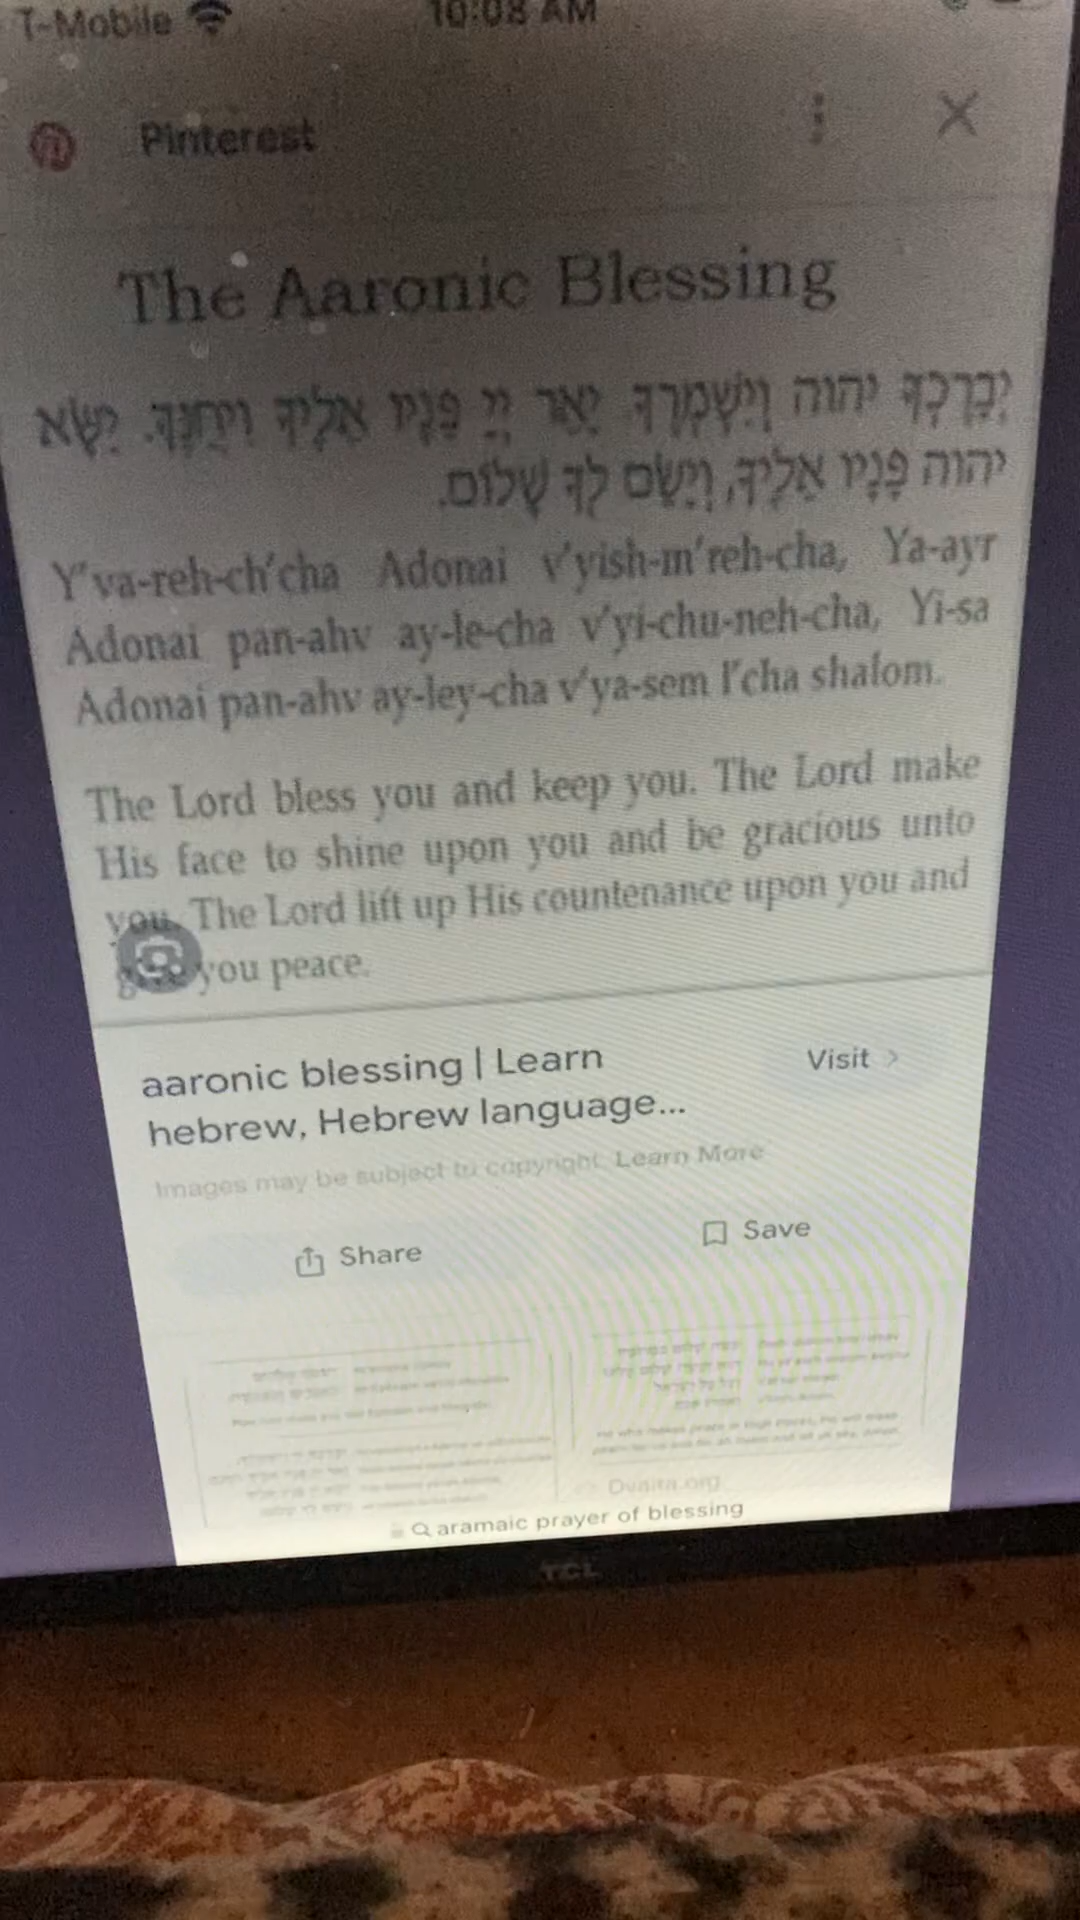 T-Mobile 10:08 AM
Pinterest
The Aaronic Blessing
יְבָרֶכְךָ יהוה וְיִשְׁמְרֶךָ יָאֵר יְיָ פָּנָיו אֵלֶיךָ וִיחֻנֶּךָּ. יִשָּׂא
יהוה פָּנָיו אֵלֶיךָ, וְיָשֵׂם לְךָ שָׁלוֹם.
Y'va-reh-ch'cha Adonai v'yish-m'reh-cha, Ya-ayr
Adonai pan-ahv ay-le-cha v'yi-chu-neh-cha, Yi-sa
Adonai pan-ahv ay-ley-cha v'ya-sem l'cha shalom.
The Lord bless you and keep you. The Lord make
His face to shine upon you and be gracious unto
you. The Lord lift up His countenance upon you and
you peace.
aaronic blessing | Learn
hebrew, Hebrew language...
Visit >
Images may be subject to copyright. Learn More
Share
Save
aramaic prayer of blessing
TCL